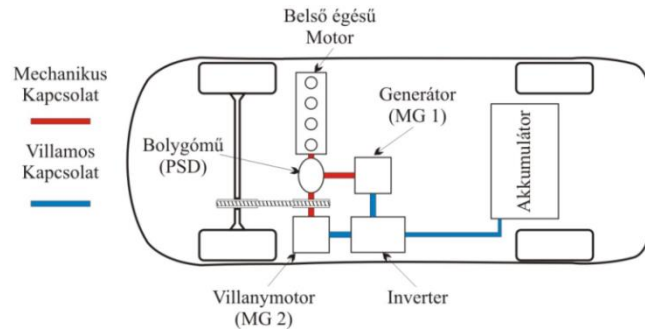 Belső égésű
Motor
Mechanikus
Kapcsolat
Generátor
(MG 1)
Villamos
Kapcsolat
Bolygómű
(PSD)
Akkumulátor
Villanymotor
(MG 2)
Inverter